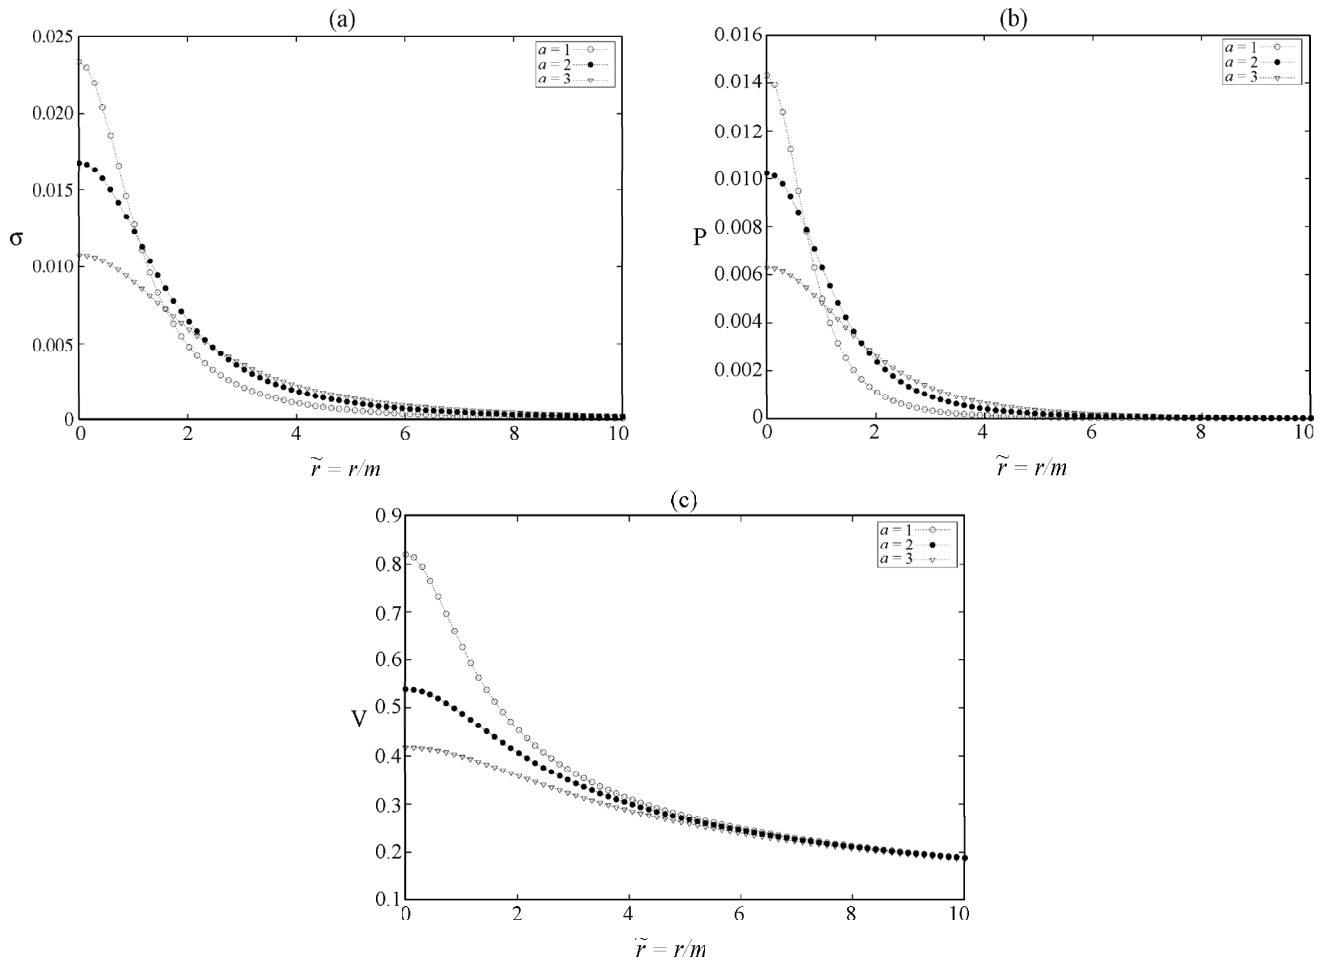 (a)
0.025
0.020
0.015
0.010
0.005
0
σ
a = 1
a = 2
a = 3
0 2 4 6 8 10
r̃ = r/m
(b)
0.016
0.014
0.012
0.010
0.008
0.006
0.004
0.002
0.000
P
a = 1
a = 2
a = 3
0 2 4 6 8 10
r̃ = r/m
(c)
0.9
0.8
0.7
0.6
0.5
0.4
0.3
0.2
0.1
V
a = 1
a = 2
a = 3
0 2 4 6 8 10
r̃ = r/m